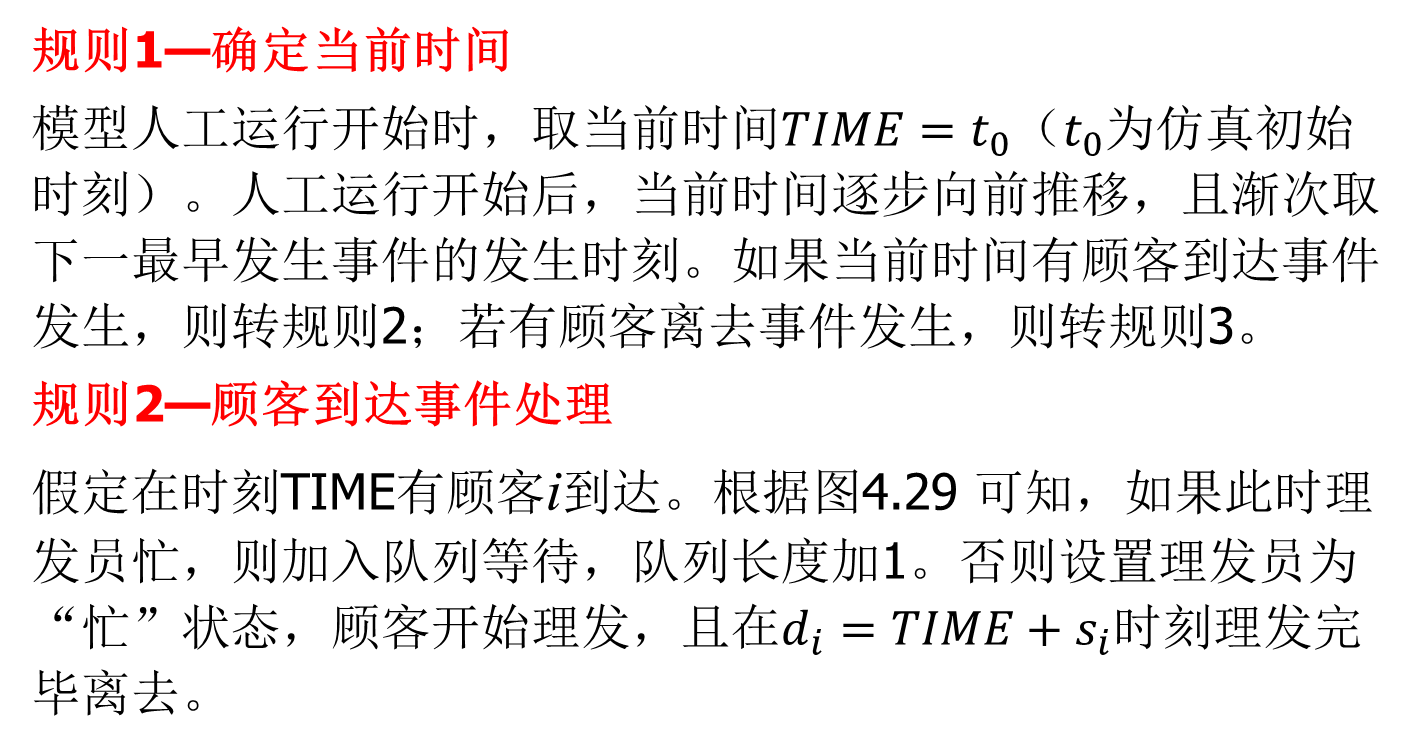 规则1—确定当前时间
模型人工运行开始时，取当前时间𝑇𝐼𝑀𝐸 = 𝑡₀（𝑡₀为仿真初始
时刻）。人工运行开始后，当前时间逐步向前推移，且渐次取
下一最早发生事件的发生时刻。如果当前时间有顾客到达事件
发生，则转规则2；若有顾客离去事件发生，则转规则3。
规则2—顾客到达事件处理
假定在时刻TIME有顾客𝑖到达。根据图4.29 可知，如果此时理
发员忙，则加入队列等待，队列长度加1。否则设置理发员为
“忙”状态，顾客开始理发，且在𝑑ᵢ = 𝑇𝐼𝑀𝐸 + 𝑠ᵢ时刻理发完
毕离去。